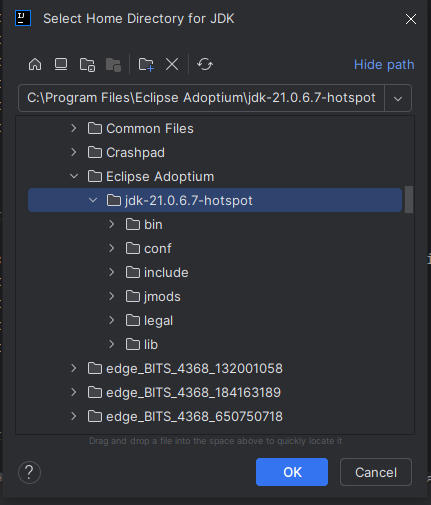 Select Home Directory for JDK
Hide path
C:\Program Files\Eclipse Adoptium\jdk-21.0.6.7-hotspot
Common Files
Crashpad
Eclipse Adoptium
jdk-21.0.6.7-hotspot
bin
conf
include
jmods
legal
lib
edge_BITS_4368_132001058
edge_BITS_4368_184163189
edge_BITS_4368_650750718
Drag and drop a file into the space above to quickly locate it
?
OK
Cancel